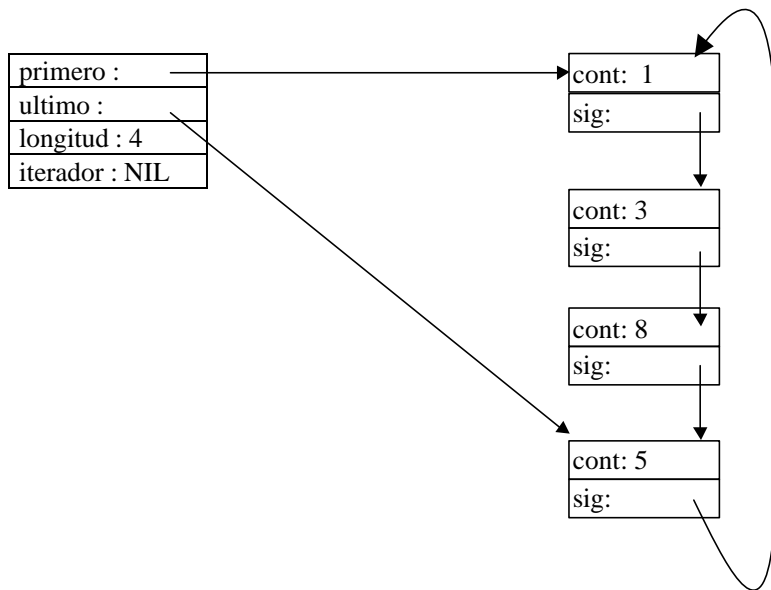 primero :
ultimo :
longitud : 4
iterador : NIL
cont: 1
sig:
cont: 3
sig:
cont: 8
sig:
cont: 5
sig: